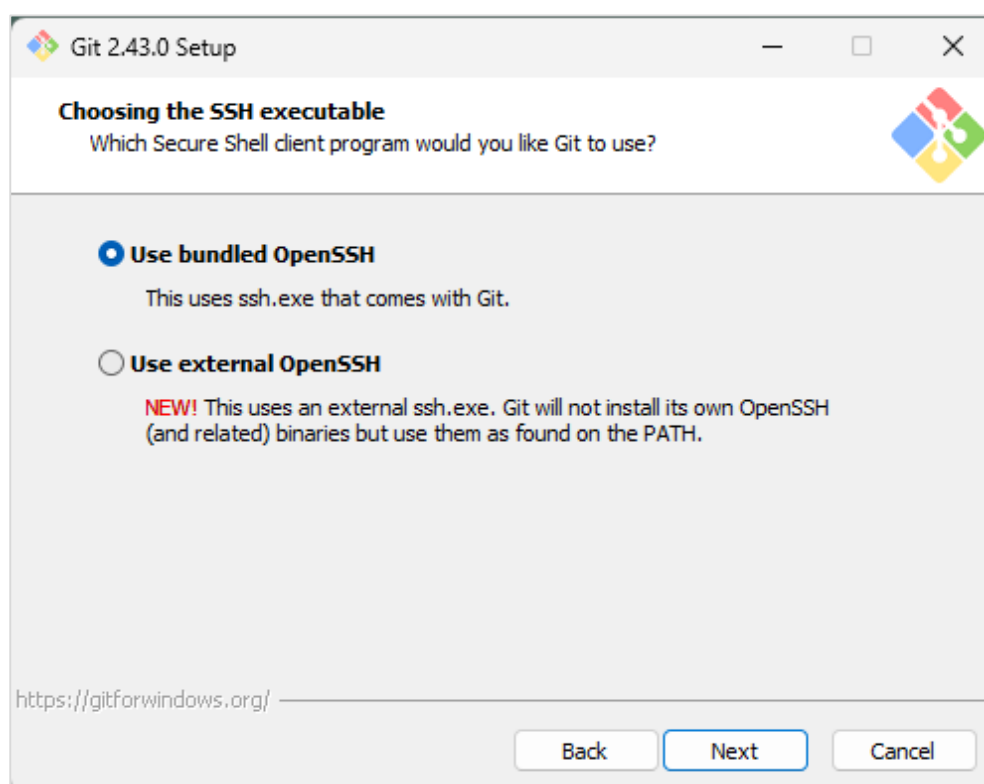 Git 2.43.0 Setup
Choosing the SSH executable
Which Secure Shell client program would you like Git to use?
Use bundled OpenSSH
This uses ssh.exe that comes with Git.
Use external OpenSSH
NEW! This uses an external ssh.exe. Git will not install its own OpenSSH
(and related) binaries but use them as found on the PATH.
https://gitforwindows.org/
Back Next Cancel